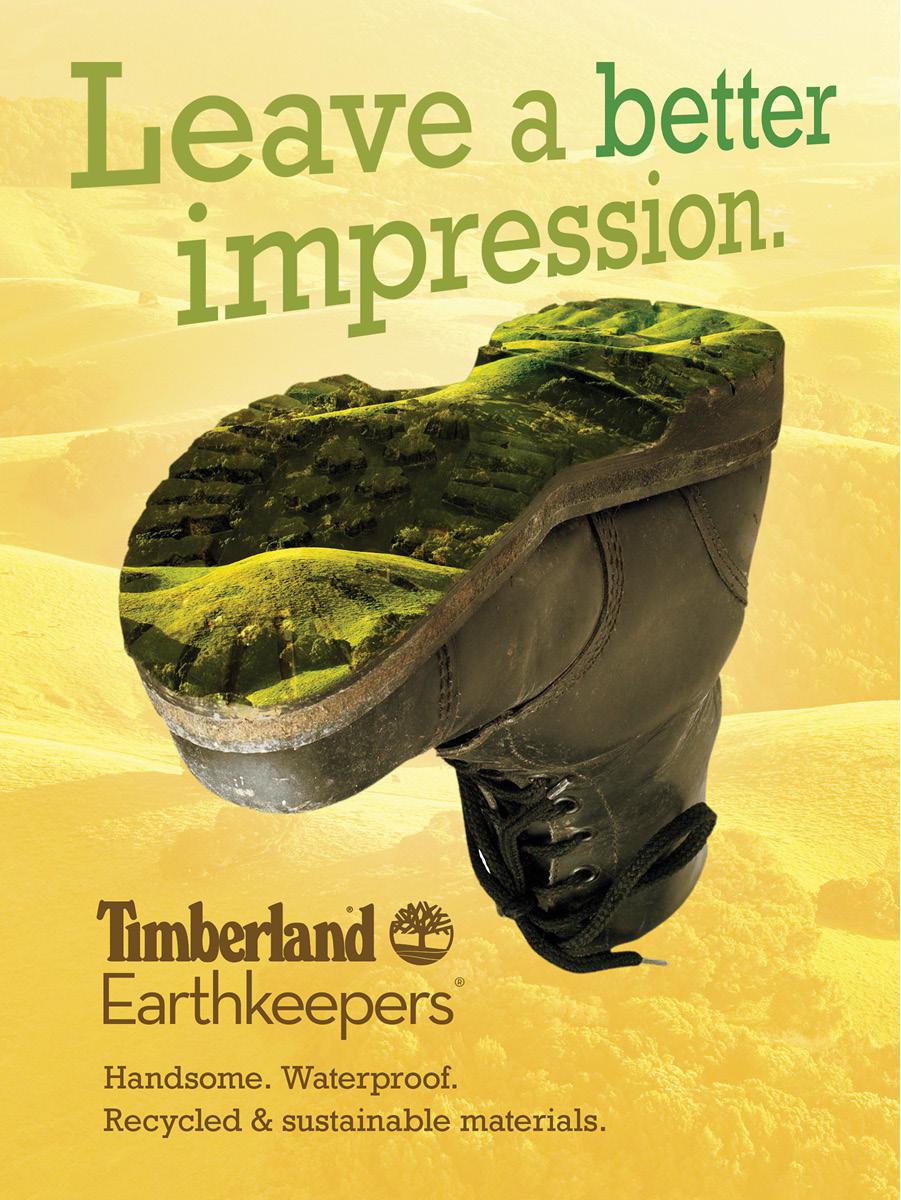 Leave a better
impression.
Timberland®
Earthkeepers®
Handsome. Waterproof.
Recycled & sustainable materials.